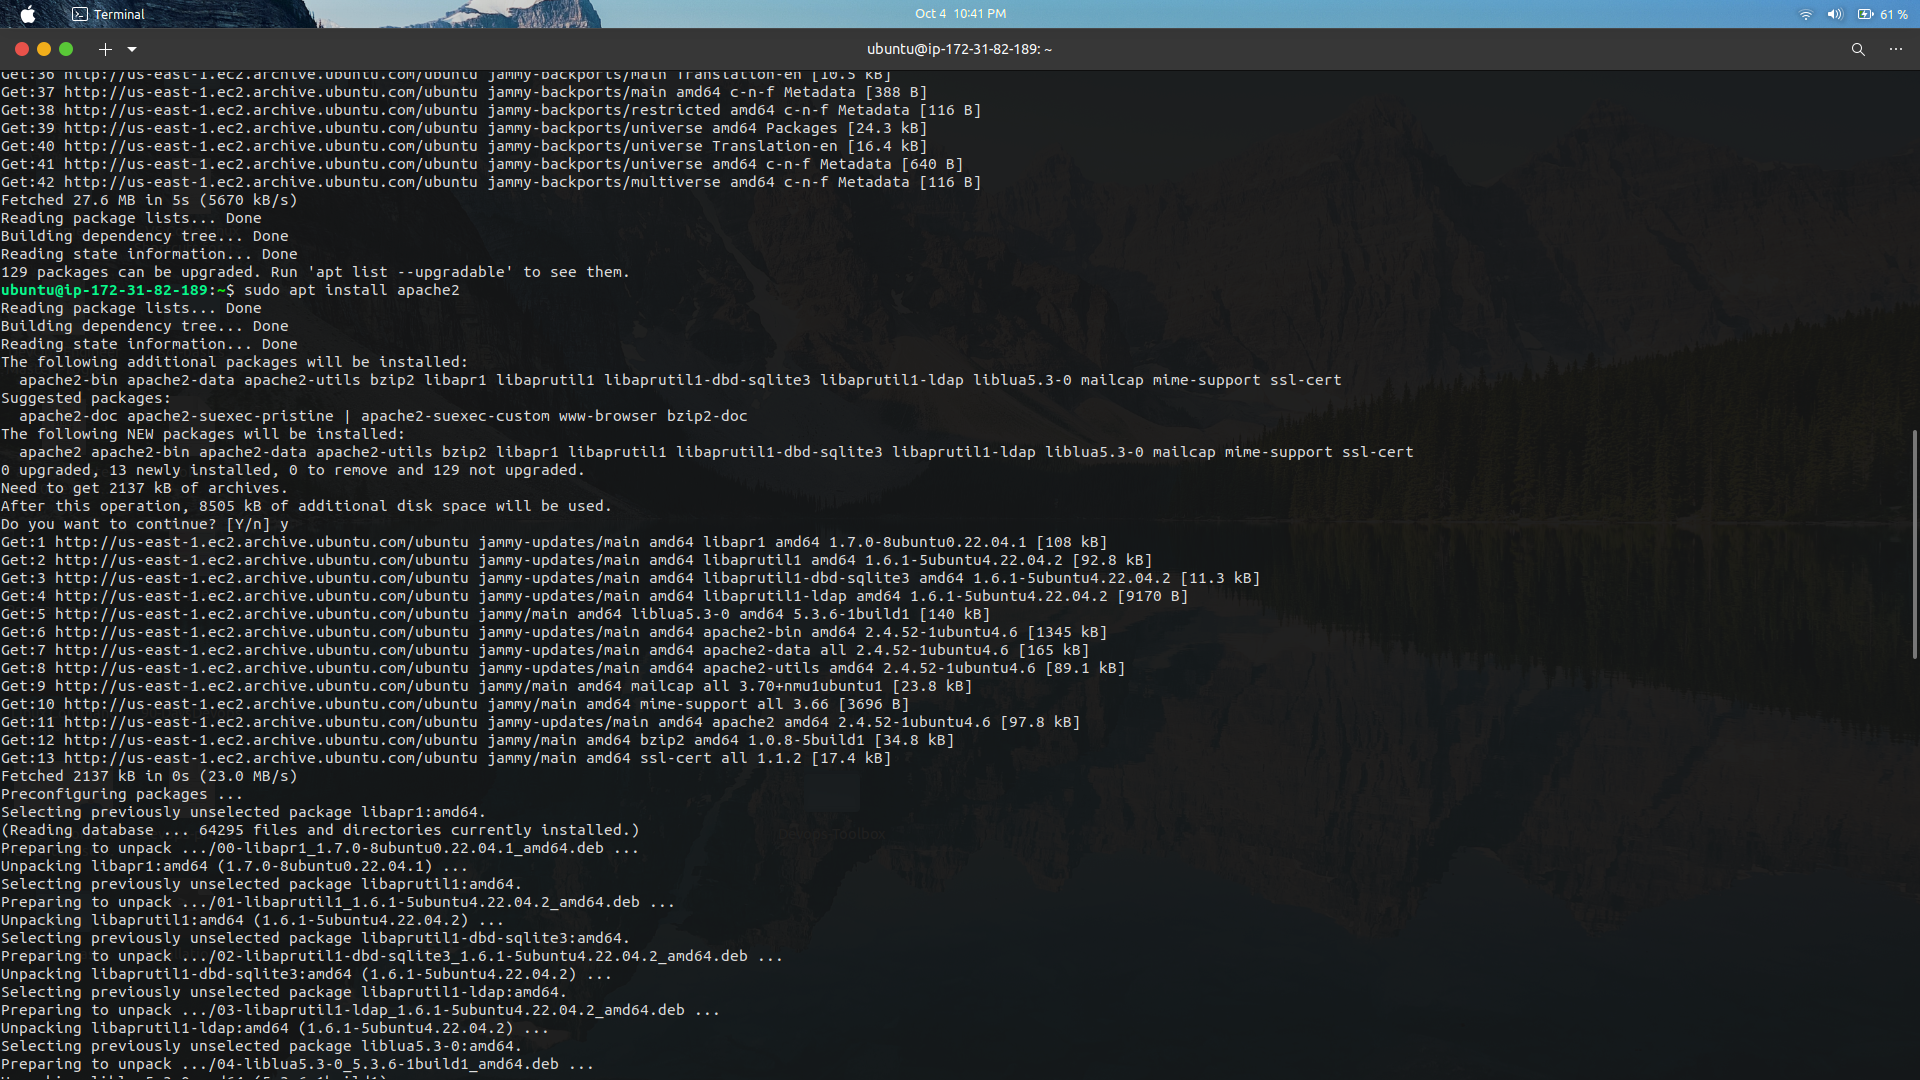 Terminal
Oct 4 10:41 PM
61 %
ubuntu@ip-172-31-82-189: ~
Get:36 http://us-east-1.ec2.archive.ubuntu.com/ubuntu jammy-backports/main Translation-en [10.5 kB]
Get:37 http://us-east-1.ec2.archive.ubuntu.com/ubuntu jammy-backports/main amd64 c-n-f Metadata [388 B]
Get:38 http://us-east-1.ec2.archive.ubuntu.com/ubuntu jammy-backports/restricted amd64 c-n-f Metadata [116 B]
Get:39 http://us-east-1.ec2.archive.ubuntu.com/ubuntu jammy-backports/universe amd64 Packages [24.3 kB]
Get:40 http://us-east-1.ec2.archive.ubuntu.com/ubuntu jammy-backports/universe Translation-en [16.4 kB]
Get:41 http://us-east-1.ec2.archive.ubuntu.com/ubuntu jammy-backports/universe amd64 c-n-f Metadata [640 B]
Get:42 http://us-east-1.ec2.archive.ubuntu.com/ubuntu jammy-backports/multiverse amd64 c-n-f Metadata [116 B]
Fetched 27.6 MB in 5s (5670 kB/s)
Reading package lists... Done
Building dependency tree... Done
Reading state information... Done
129 packages can be upgraded. Run 'apt list --upgradable' to see them.
ubuntu@ip-172-31-82-189:~$ sudo apt install apache2
Reading package lists... Done
Building dependency tree... Done
Reading state information... Done
The following additional packages will be installed:
  apache2-bin apache2-data apache2-utils bzip2 libapr1 libaprutil1 libaprutil1-dbd-sqlite3 libaprutil1-ldap liblua5.3-0 mailcap mime-support ssl-cert
Suggested packages:
  apache2-doc apache2-suexec-pristine | apache2-suexec-custom www-browser bzip2-doc
The following NEW packages will be installed:
  apache2 apache2-bin apache2-data apache2-utils bzip2 libapr1 libaprutil1 libaprutil1-dbd-sqlite3 libaprutil1-ldap liblua5.3-0 mailcap mime-support ssl-cert
0 upgraded, 13 newly installed, 0 to remove and 129 not upgraded.
Need to get 2137 kB of archives.
After this operation, 8505 kB of additional disk space will be used.
Do you want to continue? [Y/n] y
Get:1 http://us-east-1.ec2.archive.ubuntu.com/ubuntu jammy-updates/main amd64 libapr1 amd64 1.7.0-8ubuntu0.22.04.1 [108 kB]
Get:2 http://us-east-1.ec2.archive.ubuntu.com/ubuntu jammy-updates/main amd64 libaprutil1 amd64 1.6.1-5ubuntu4.22.04.2 [92.8 kB]
Get:3 http://us-east-1.ec2.archive.ubuntu.com/ubuntu jammy-updates/main amd64 libaprutil1-dbd-sqlite3 amd64 1.6.1-5ubuntu4.22.04.2 [11.3 kB]
Get:4 http://us-east-1.ec2.archive.ubuntu.com/ubuntu jammy-updates/main amd64 libaprutil1-ldap amd64 1.6.1-5ubuntu4.22.04.2 [9170 B]
Get:5 http://us-east-1.ec2.archive.ubuntu.com/ubuntu jammy/main amd64 liblua5.3-0 amd64 5.3.6-1build1 [140 kB]
Get:6 http://us-east-1.ec2.archive.ubuntu.com/ubuntu jammy-updates/main amd64 apache2-bin amd64 2.4.52-1ubuntu4.6 [1345 kB]
Get:7 http://us-east-1.ec2.archive.ubuntu.com/ubuntu jammy-updates/main amd64 apache2-data all 2.4.52-1ubuntu4.6 [165 kB]
Get:8 http://us-east-1.ec2.archive.ubuntu.com/ubuntu jammy-updates/main amd64 apache2-utils amd64 2.4.52-1ubuntu4.6 [89.1 kB]
Get:9 http://us-east-1.ec2.archive.ubuntu.com/ubuntu jammy/main amd64 mailcap all 3.70+nmu1ubuntu1 [23.8 kB]
Get:10 http://us-east-1.ec2.archive.ubuntu.com/ubuntu jammy/main amd64 mime-support all 3.66 [3696 B]
Get:11 http://us-east-1.ec2.archive.ubuntu.com/ubuntu jammy-updates/main amd64 apache2 amd64 2.4.52-1ubuntu4.6 [97.8 kB]
Get:12 http://us-east-1.ec2.archive.ubuntu.com/ubuntu jammy/main amd64 bzip2 amd64 1.0.8-5build1 [34.8 kB]
Get:13 http://us-east-1.ec2.archive.ubuntu.com/ubuntu jammy/main amd64 ssl-cert all 1.1.2 [17.4 kB]
Fetched 2137 kB in 0s (23.0 MB/s)
Preconfiguring packages ...
Selecting previously unselected package libapr1:amd64.
(Reading database ... 64295 files and directories currently installed.)
Preparing to unpack .../00-libapr1_1.7.0-8ubuntu0.22.04.1_amd64.deb ...
Unpacking libapr1:amd64 (1.7.0-8ubuntu0.22.04.1) ...
Selecting previously unselected package libaprutil1:amd64.
Preparing to unpack .../01-libaprutil1_1.6.1-5ubuntu4.22.04.2_amd64.deb ...
Unpacking libaprutil1:amd64 (1.6.1-5ubuntu4.22.04.2) ...
Selecting previously unselected package libaprutil1-dbd-sqlite3:amd64.
Preparing to unpack .../02-libaprutil1-dbd-sqlite3_1.6.1-5ubuntu4.22.04.2_amd64.deb ...
Unpacking libaprutil1-dbd-sqlite3:amd64 (1.6.1-5ubuntu4.22.04.2) ...
Selecting previously unselected package libaprutil1-ldap:amd64.
Preparing to unpack .../03-libaprutil1-ldap_1.6.1-5ubuntu4.22.04.2_amd64.deb ...
Unpacking libaprutil1-ldap:amd64 (1.6.1-5ubuntu4.22.04.2) ...
Selecting previously unselected package liblua5.3-0:amd64.
Preparing to unpack .../04-liblua5.3-0_5.3.6-1build1_amd64.deb ...